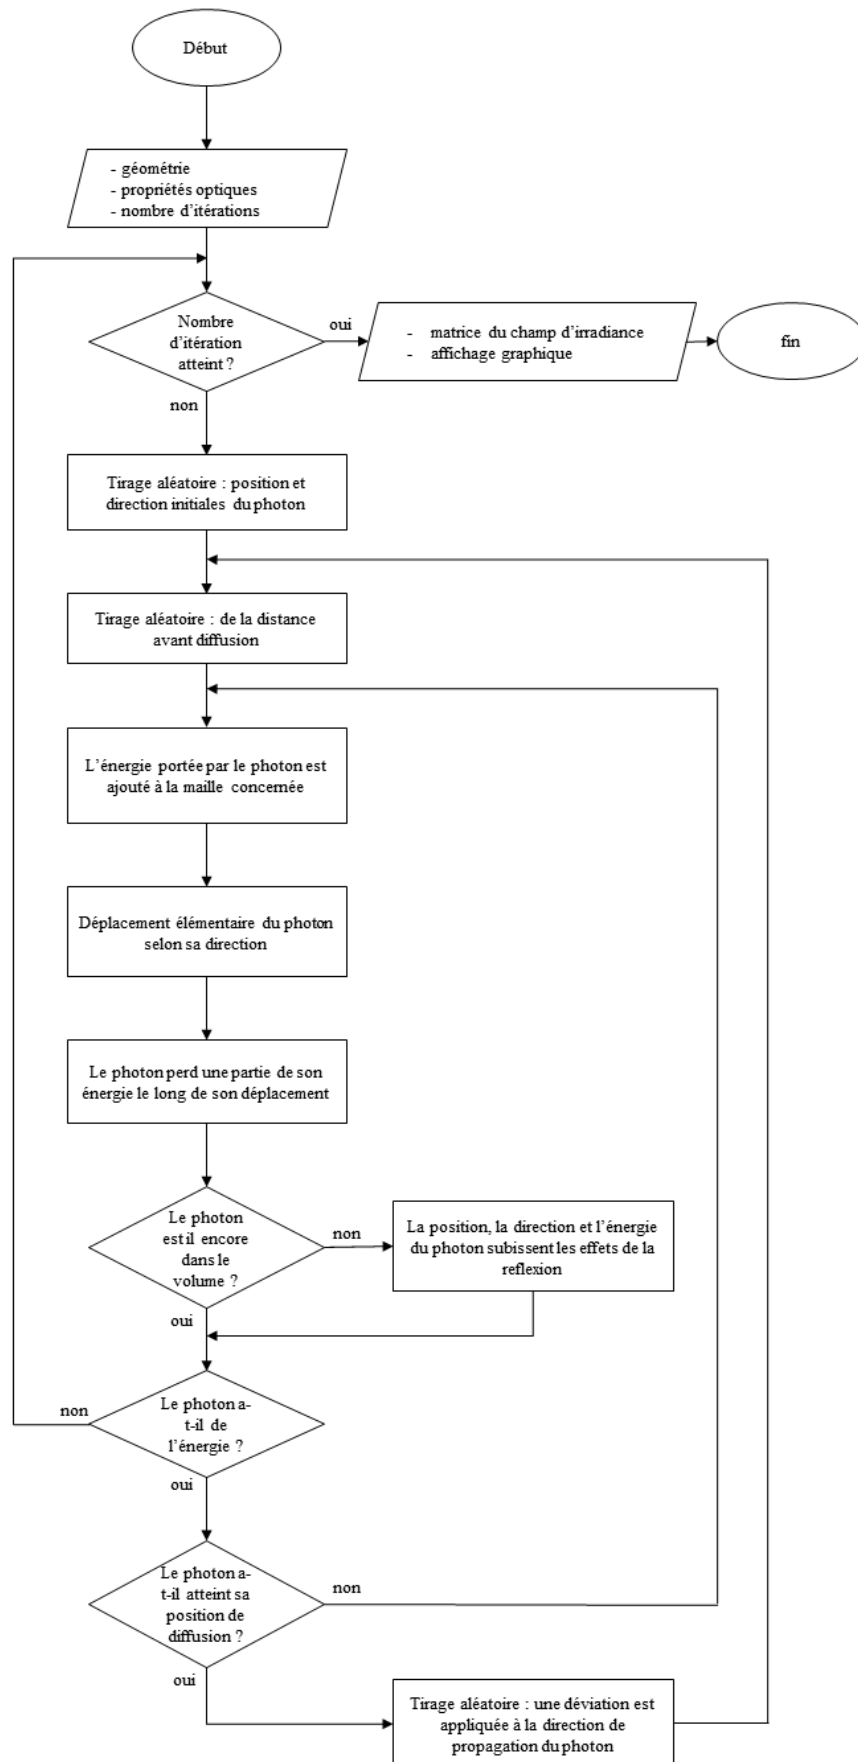 Début
- géométrie
- propriétés optiques
- nombre d'itérations
Nombre
d'itération
atteint ?
oui
- matrice du champ d'irradiance
- affichage graphique
fin
non
Tirage aléatoire : position et
direction initiales du photon
Tirage aléatoire : de la distance
avant diffusion
L'énergie portée par le photon est
ajouté à la maille concernée
Déplacement élémentaire du photon
selon sa direction
Le photon perd une partie de son
énergie le long de son déplacement
Le photon
est il encore
dans le
volume ?
non
La position, la direction et l'énergie
du photon subissent les effets de la
reflexion
oui
non
Le photon a-
t-il de
l'énergie ?
oui
Le photon a-
t-il atteint sa
position de
diffusion ?
non
oui
Tirage aléatoire : une déviation est
appliquée à la direction de
propagation du photon